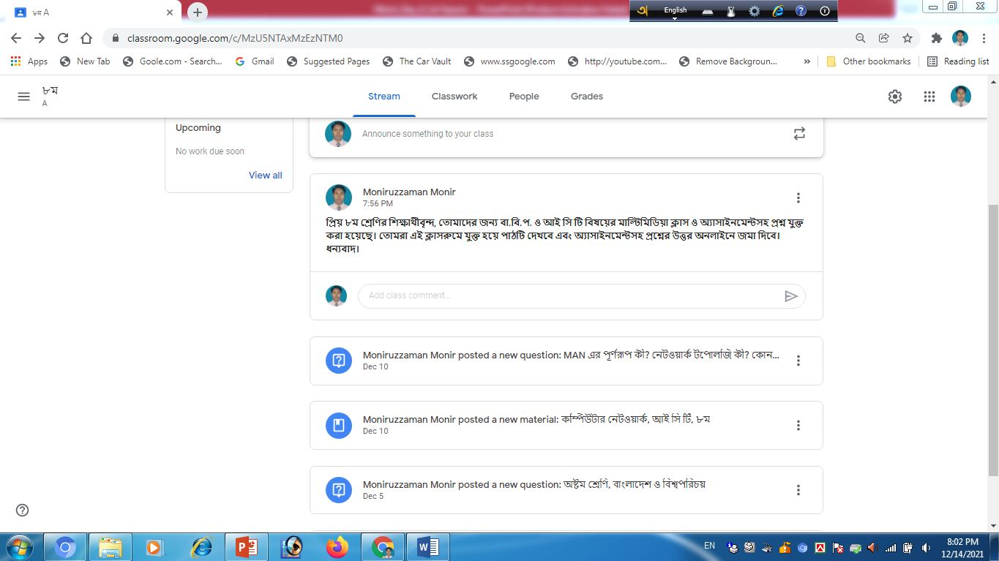 ৮ম A
English
classroom.google.com/c/MzU5NTAxMzEzNTM0
Apps New Tab Goole.com - Search... Gmail Suggested Pages The Car Vault www.ssgoogle.com http://youtube.com... Remove Backgroun... » Other bookmarks Reading list
৮ম
A
Stream Classwork People Grades
Upcoming
No work due soon
View all
Announce something to your class
Moniruzzaman Monir
7:56 PM
প্রিয় ৮ম শ্রেণির শিক্ষার্থীবৃন্দ, তোমাদের জন্য বা.বি.প. ও আই সি টি বিষয়ের মাল্টিমিডিয়া ক্লাস ও অ্যাসাইনমেন্টসহ প্রশ্ন যুক্ত
করা হয়েছে। তোমরা এই ক্লাসরুমে যুক্ত হয়ে পাঠটি দেখবে এবং অ্যাসাইনমেন্টসহ প্রশ্নের উত্তর অনলাইনে জমা দিবে।
ধন্যবাদ।
Add class comment...
Moniruzzaman Monir posted a new question: MAN এর পূর্ণরূপ কী? নেটওয়ার্ক টপোলজি কী? কোন...
Dec 10
Moniruzzaman Monir posted a new material: কম্পিউটার নেটওয়ার্ক, আই সি টি, ৮ম
Dec 10
Moniruzzaman Monir posted a new question: অষ্টম শ্রেণি, বাংলাদেশ ও বিশ্বপরিচয়
Dec 5
EN
8:02 PM
12/14/2021